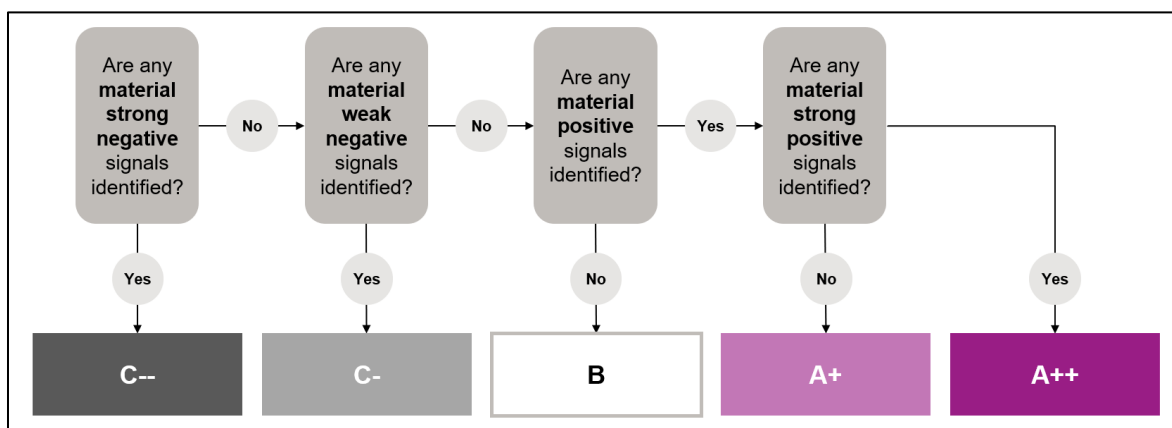 Are any
material
strong
negative
signals
identified?
No
Are any
material
weak
negative
signals
identified?
No
Are any
material
positive
signals
identified?
Yes
Are any
material
strong
positive
signals
identified?
Yes
Yes
No
No
Yes
C--
C-
B
A+
A++